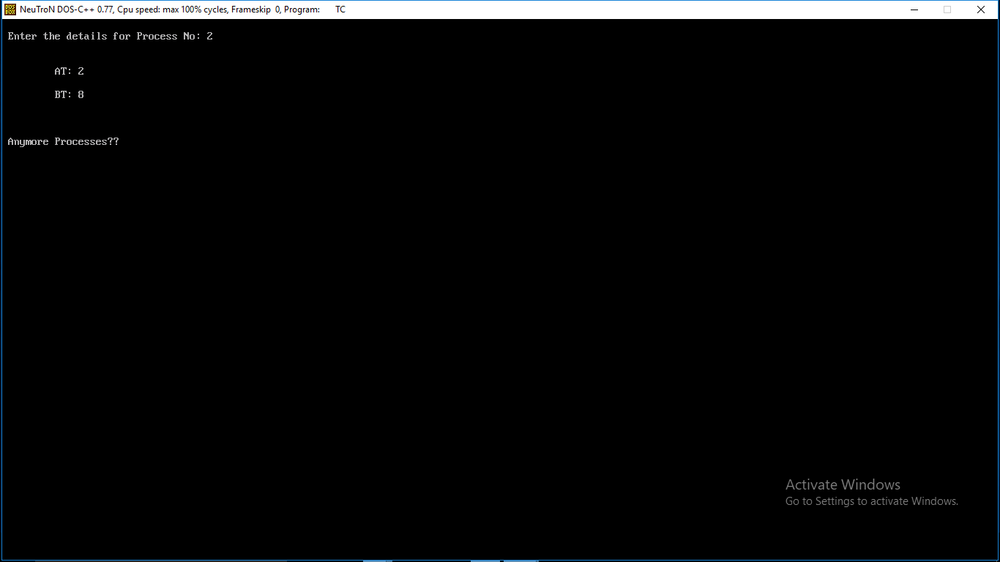 NeuTroN DOS-C++ 0.77, Cpu speed: max 100% cycles, Frameskip 0, Program: TC
Enter the details for Process No: 2
AT: 2
BT: 8
Anymore Processes??
Activate Windows
Go to Settings to activate Windows.